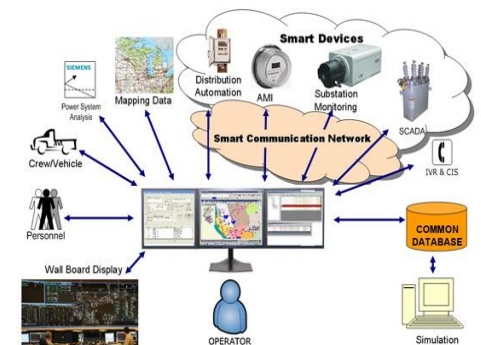 Smart Devices
SIEMENS
Power System
Analysis
Mapping Data
Distribution
Automation
AMI
Substation
Monitoring
SCADA
Smart Communication Network
IVR & CIS
Crew/Vehicle
Personnel
COMMON
DATABASE
Wall Board Display
OPERATOR
Simulation